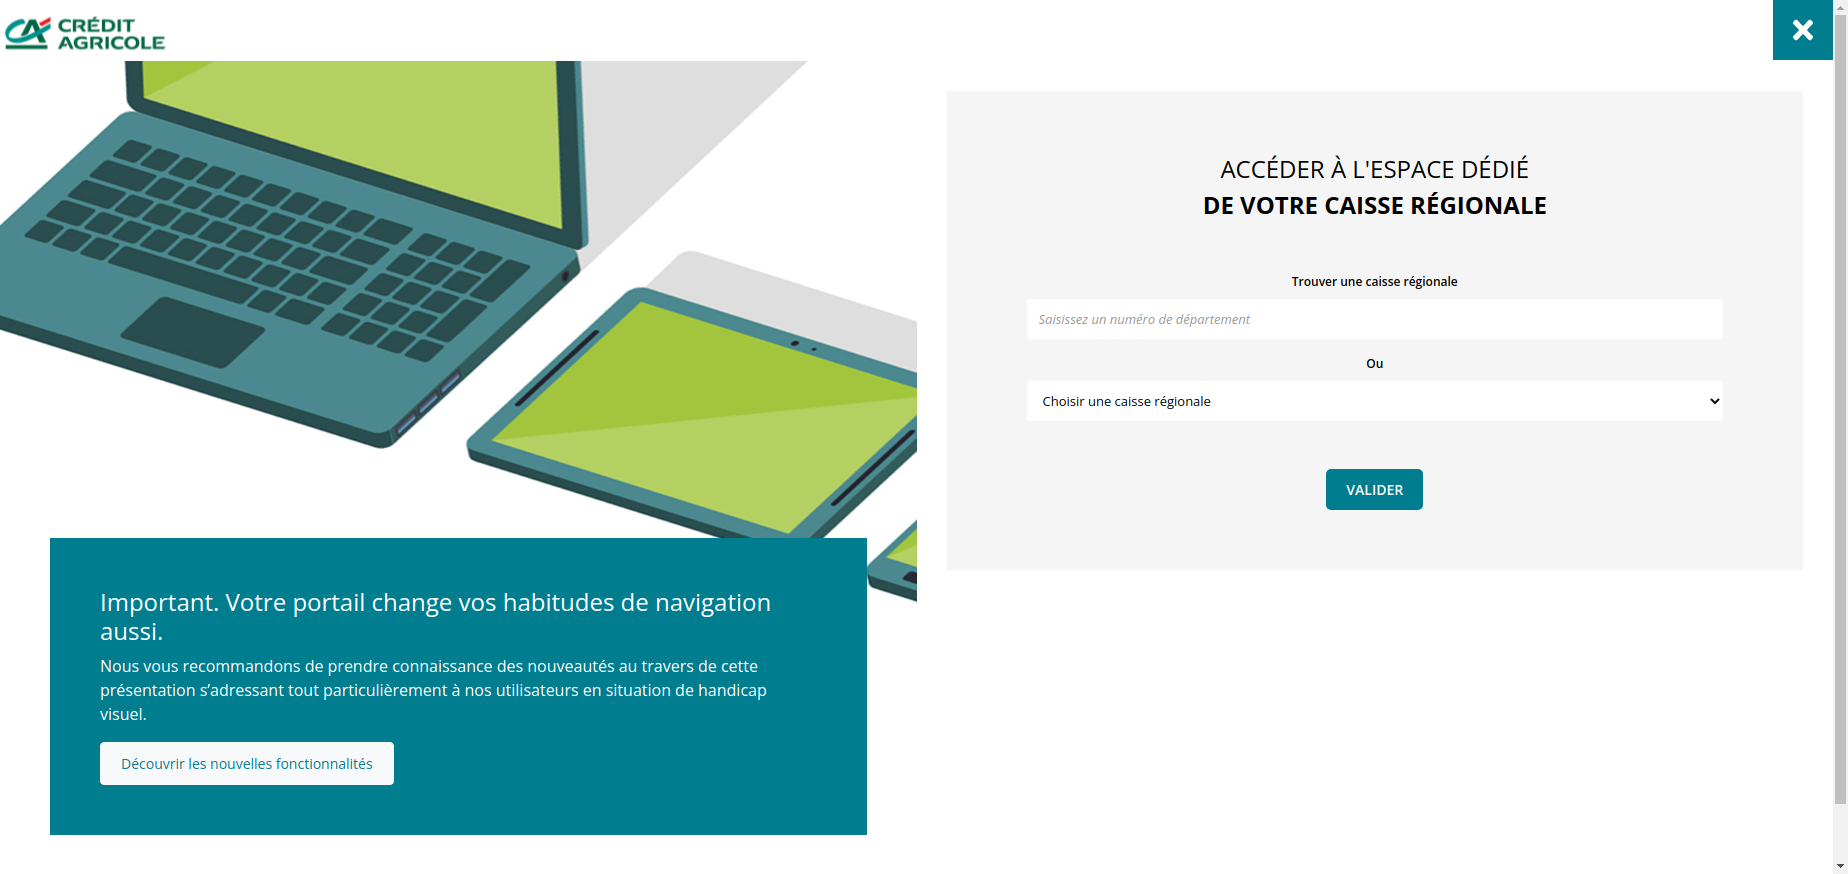 CRÉDIT
AGRICOLE
ACCÉDER À L'ESPACE DÉDIÉ
DE VOTRE CAISSE RÉGIONALE
Trouver une caisse régionale
Saisissez un numéro de département
Ou
Choisir une caisse régionale
VALIDER
Important. Votre portail change vos habitudes de navigation
aussi.
Nous vous recommandons de prendre connaissance des nouveautés au travers de cette
présentation s’adressant tout particulièrement à nos utilisateurs en situation de handicap
visuel.
Découvrir les nouvelles fonctionnalités